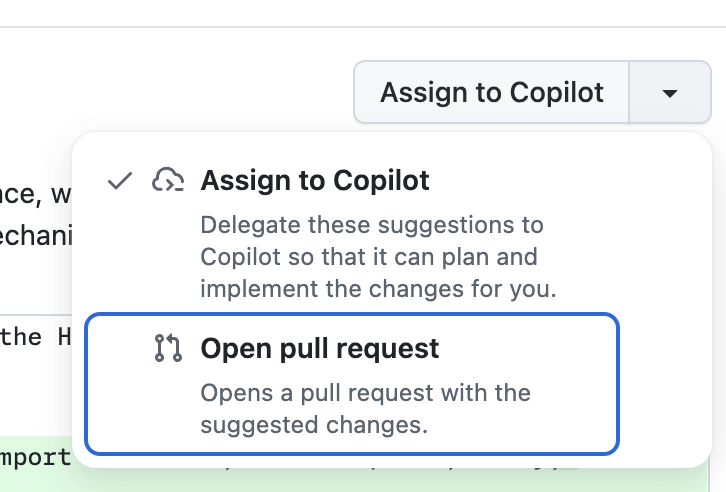 Assign to Copilot
Assign to Copilot
Delegate these suggestions to
Copilot so that it can plan and
implement the changes for you.
Open pull request
Opens a pull request with the
suggested changes.
the H